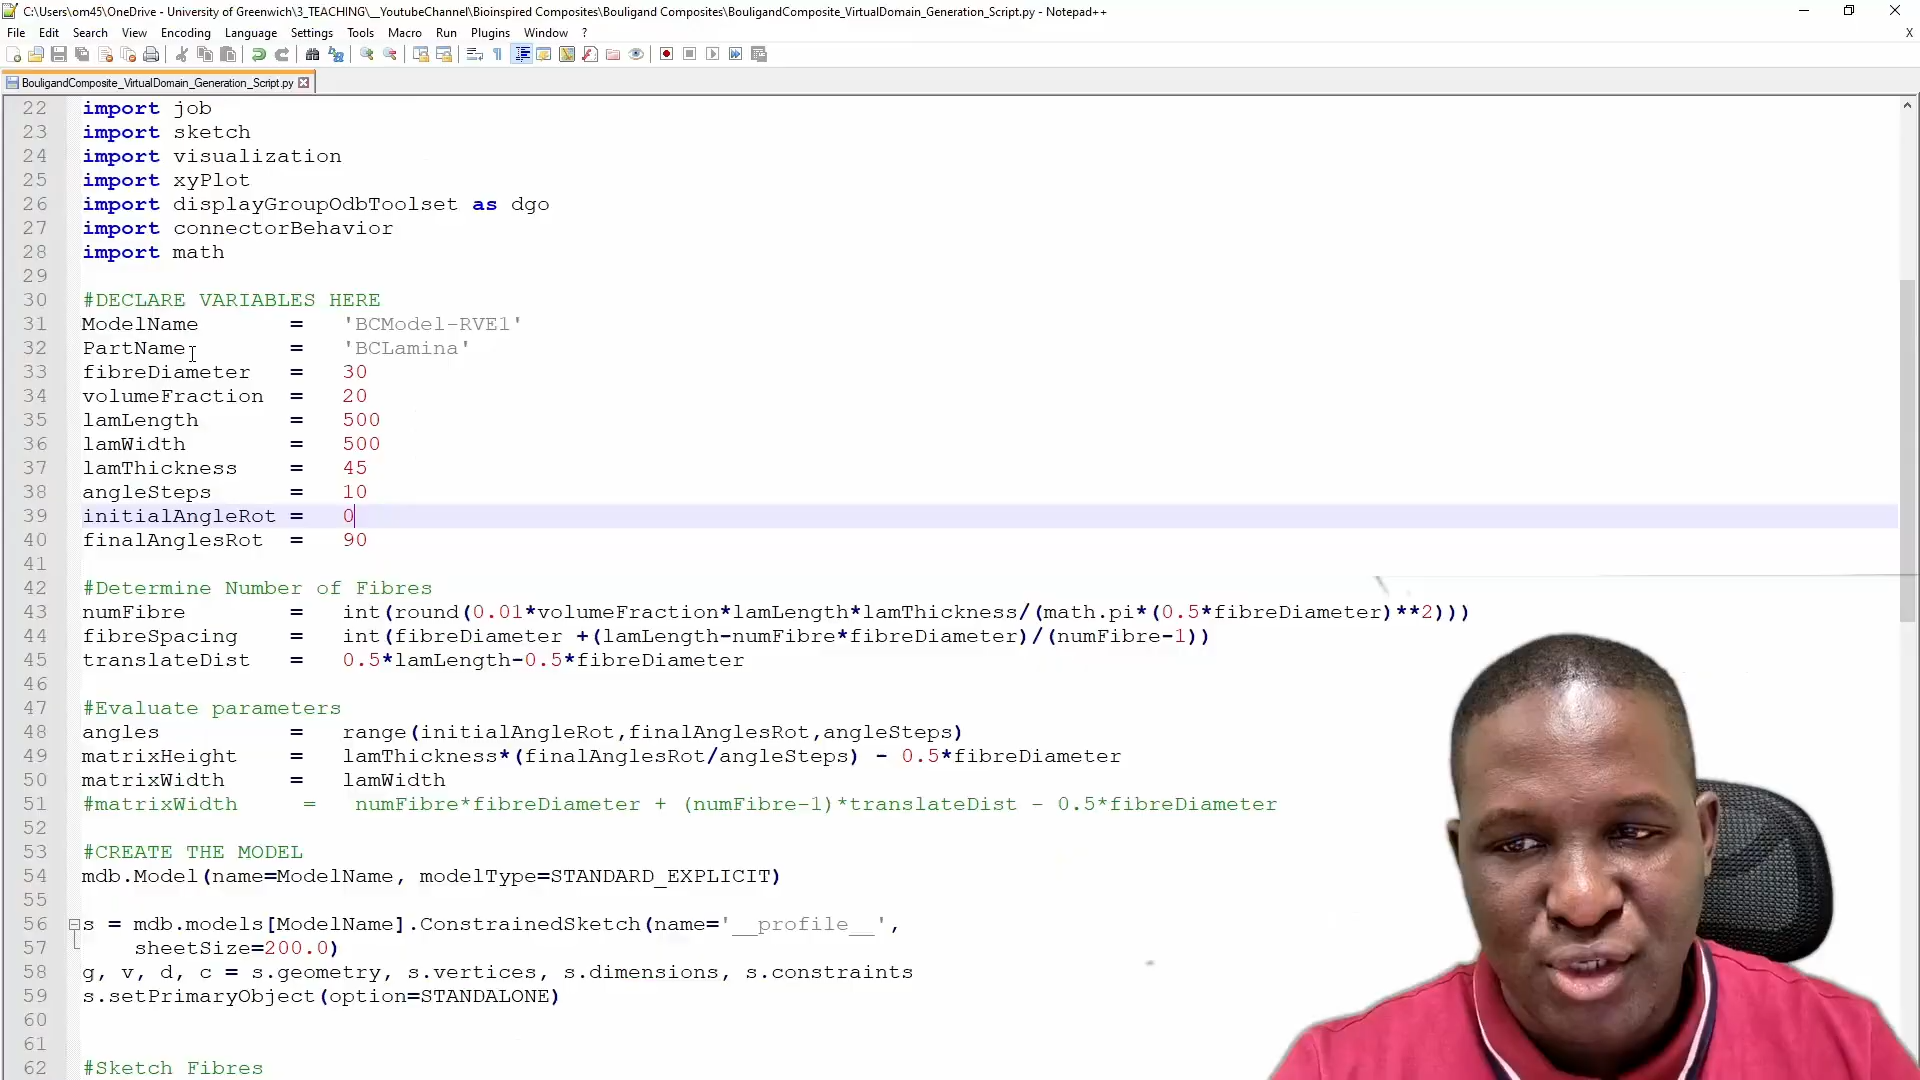 C:\Users\om45\OneDrive - University of Greenwich\3_TEACHING\__YoutubeChannel\Bioinspired Composites\Bouligand Composites\BouligandComposite_VirtualDomain_Generation_Script.py - Notepad++
File Edit Search View Encoding Language Settings Tools Macro Run Plugins Window ? X
BouligandComposite_VirtualDomain_Generation_Script.py
22 import job
23 import sketch
24 import visualization
25 import xyPlot
26 import displayGroupOdbToolset as dgo
27 import connectorBehavior
28 import math
29
30 #DECLARE VARIABLES HERE
31 ModelName = 'BCModel-RVE1'
32 PartName = 'BCLamina'
33 fibreDiameter = 30
34 volumeFraction = 20
35 lamLength = 500
36 lamWidth = 500
37 lamThickness = 45
38 angleSteps = 10
39 initialAngleRot = 0
40 finalAnglesRot = 90
41
42 #Determine Number of Fibres
43 numFibre = int(round(0.01*volumeFraction*lamLength*lamThickness/(math.pi*(0.5*fibreDiameter)**2)))
44 fibreSpacing = int(fibreDiameter +(lamLength-numFibre*fibreDiameter)/(numFibre-1))
45 translateDist = 0.5*lamLength-0.5*fibreDiameter
46
47 #Evaluate parameters
48 angles = range(initialAngleRot,finalAnglesRot,angleSteps)
49 matrixHeight = lamThickness*(finalAnglesRot/angleSteps) - 0.5*fibreDiameter
50 matrixWidth = lamWidth
51 #matrixWidth = numFibre*fibreDiameter + (numFibre-1)*translateDist - 0.5*fibreDiameter
52
53 #CREATE THE MODEL
54 mdb.Model(name=ModelName, modelType=STANDARD_EXPLICIT)
55
56 s = mdb.models[ModelName].ConstrainedSketch(name='__profile__',
57 sheetSize=200.0)
58 g, v, d, c = s.geometry, s.vertices, s.dimensions, s.constraints
59 s.setPrimaryObject(option=STANDALONE)
60
61
62 #Sketch Fibres